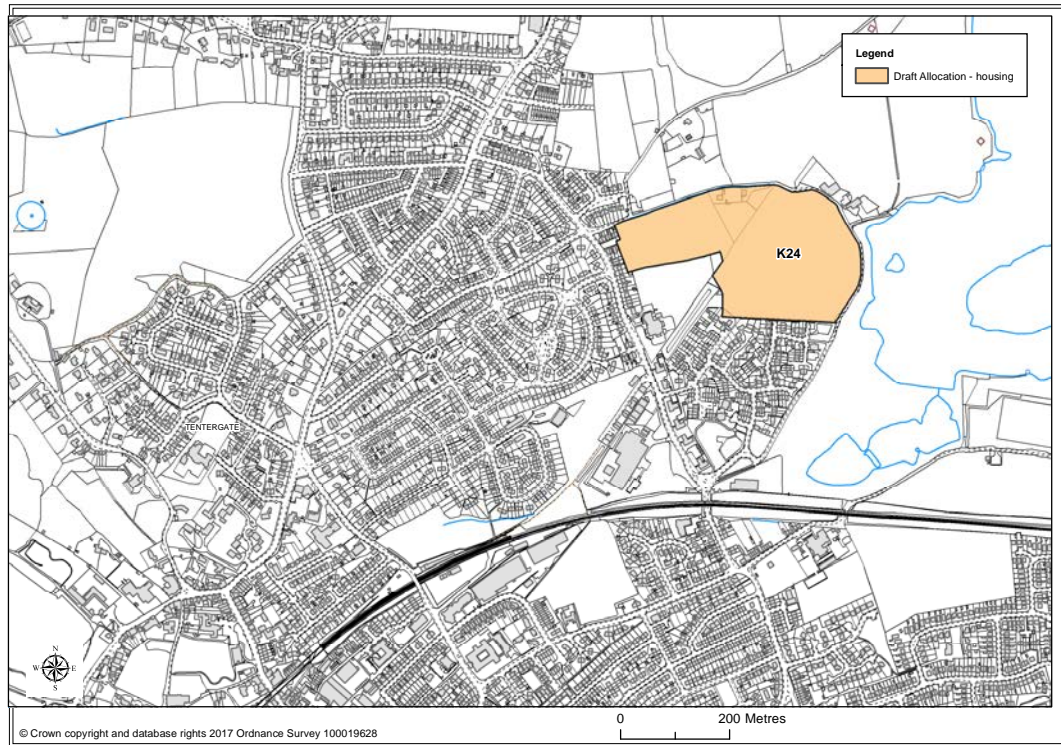 Legend
Draft Allocation - housing
K24
TENTERGATE
N
W E
S
0 200 Metres
© Crown copyright and database rights 2017 Ordnance Survey 100019628